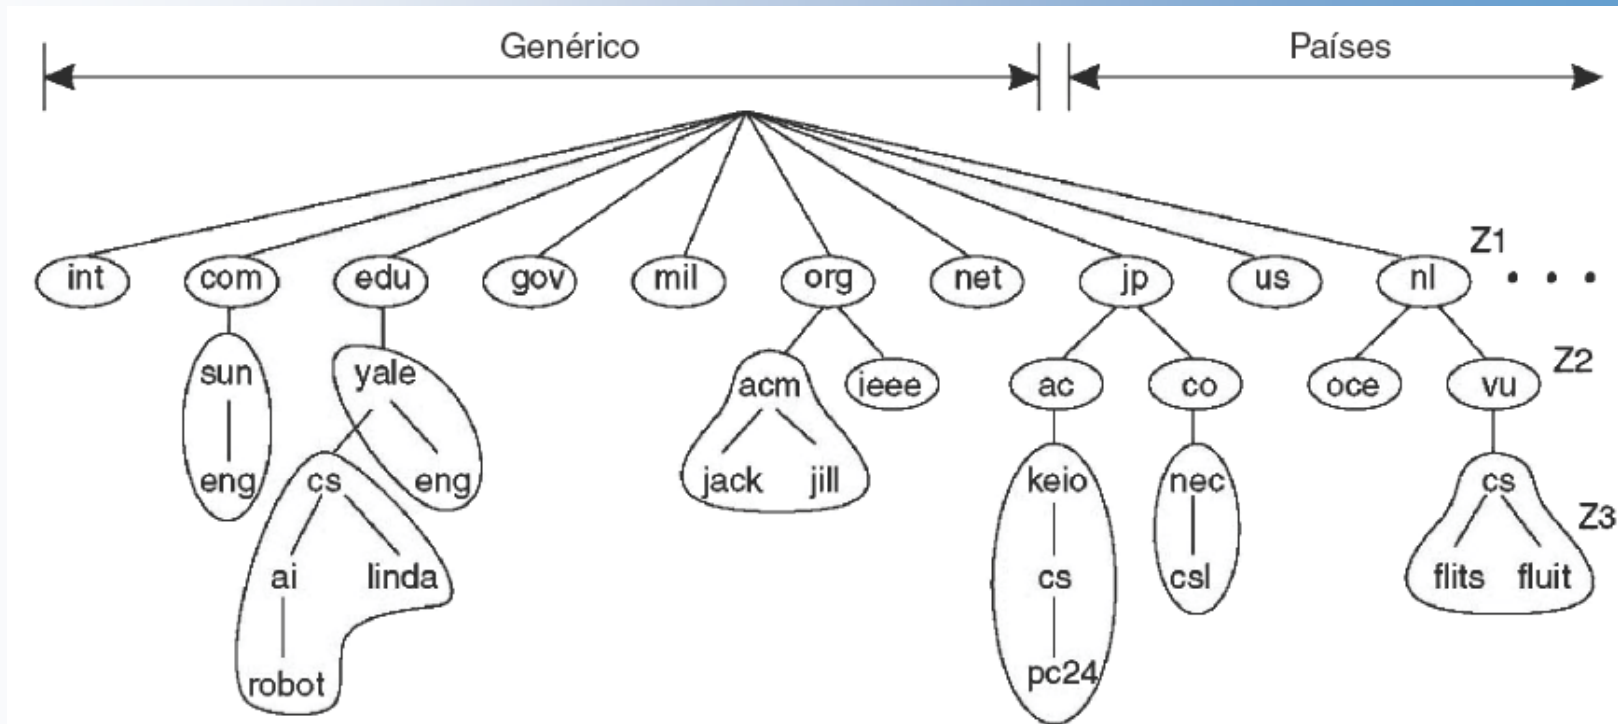 Genérico Países
Z1
int com edu gov mil org net jp us nl
Z2
sun yale acm ieee ac co oce vu
eng cs eng jack jill keio nec cs
Z3
ai linda cs csl flits fluit
robot pc24